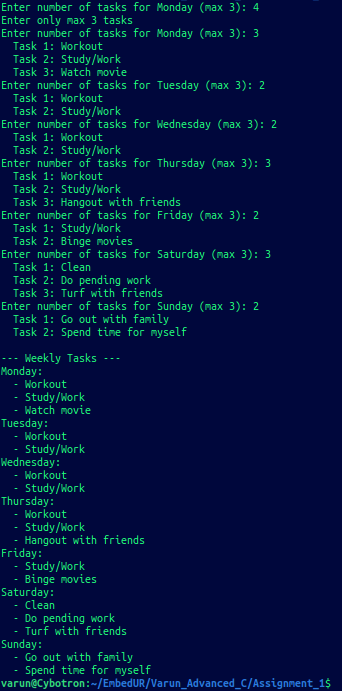 Enter number of tasks for Monday (max 3): 4
Enter only max 3 tasks
Enter number of tasks for Monday (max 3): 3
  Task 1: Workout
  Task 2: Study/Work
  Task 3: Watch movie
Enter number of tasks for Tuesday (max 3): 2
  Task 1: Workout
  Task 2: Study/Work
Enter number of tasks for Wednesday (max 3): 2
  Task 1: Workout
  Task 2: Study/Work
Enter number of tasks for Thursday (max 3): 3
  Task 1: Workout
  Task 2: Study/Work
  Task 3: Hangout with friends
Enter number of tasks for Friday (max 3): 2
  Task 1: Study/Work
  Task 2: Binge movies
Enter number of tasks for Saturday (max 3): 3
  Task 1: Clean
  Task 2: Do pending work
  Task 3: Turf with friends
Enter number of tasks for Sunday (max 3): 2
  Task 1: Go out with family
  Task 2: Spend time for myself

--- Weekly Tasks ---
Monday:
  - Workout
  - Study/Work
  - Watch movie
Tuesday:
  - Workout
  - Study/Work
Wednesday:
  - Workout
  - Study/Work
Thursday:
  - Workout
  - Study/Work
  - Hangout with friends
Friday:
  - Study/Work
  - Binge movies
Saturday:
  - Clean
  - Do pending work
  - Turf with friends
Sunday:
  - Go out with family
  - Spend time for myself
varun@Cybotron:~/EmbedUR/Varun_Advanced_C/Assignment_1$